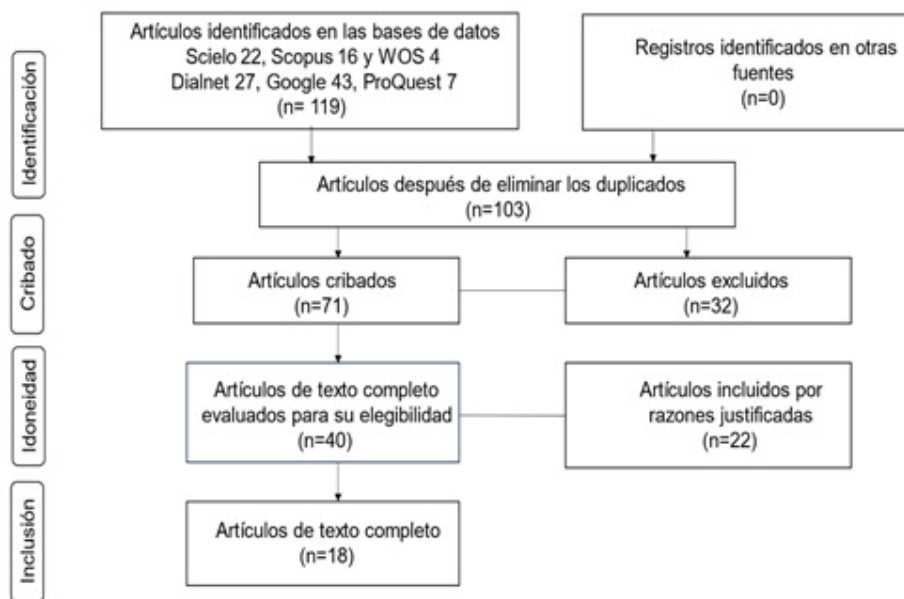 Identificación
Artículos identificados en las bases de datos
Scielo 22, Scopus 16 y WOS 4
Dialnet 27, Google 43, ProQuest 7
(n= 119)
Registros identificados en otras
fuentes
(n=0)
Artículos después de eliminar los duplicados
(n=103)
Cribado
Artículos cribados
(n=71)
Artículos excluidos
(n=32)
Idoneidad
Artículos de texto completo
evaluados para su elegibilidad
(n=40)
Artículos incluidos por
razones justificadas
(n=22)
Inclusión
Artículos de texto completo
(n=18)